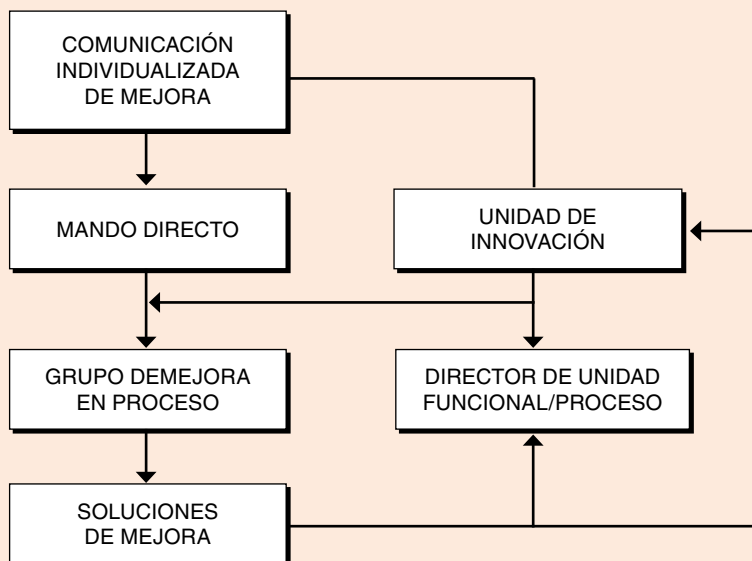 COMUNICACIÓN
INDIVIDUALIZADA
DE MEJORA
MANDO DIRECTO
UNIDAD DE
INNOVACIÓN
GRUPO DEMEJORA
EN PROCESO
DIRECTOR DE UNIDAD
FUNCIONAL/PROCESO
SOLUCIONES
DE MEJORA